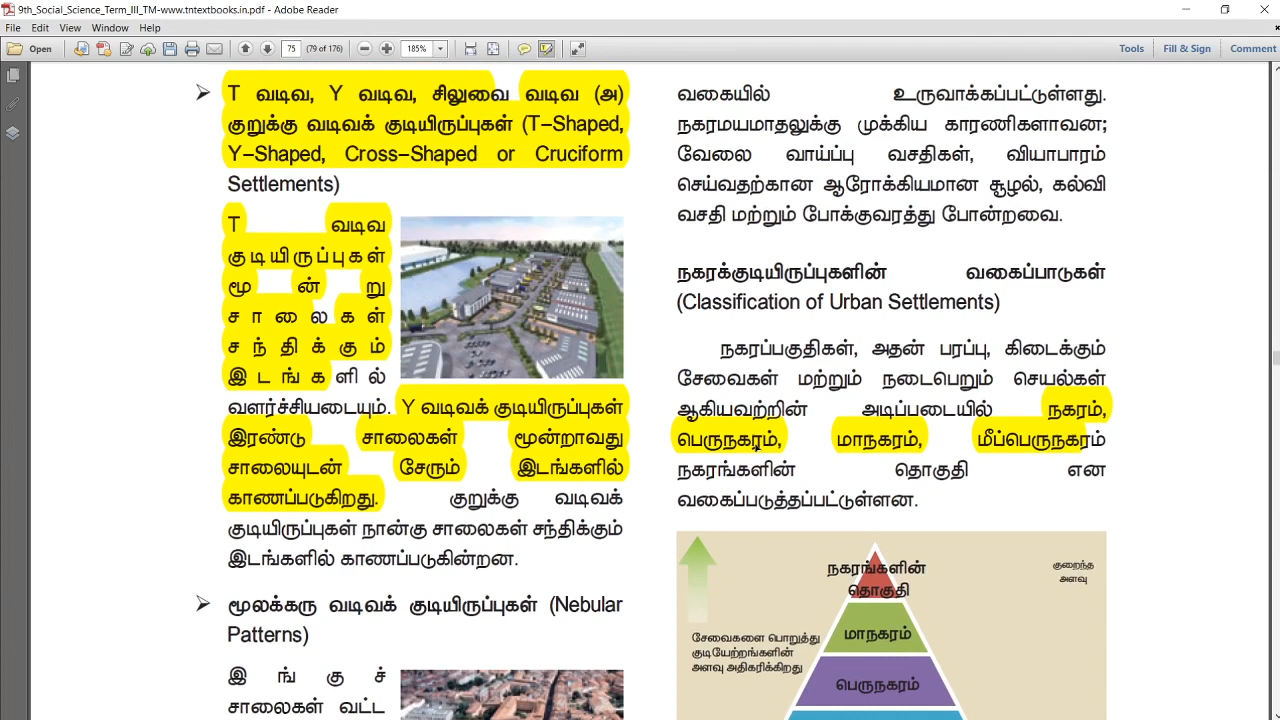 9th_Social_Science_Term_III_TM-www.tntextbooks.in.pdf - Adobe Reader
File Edit View Window Help
Open 75 (79 of 176) 185% Tools Fill & Sign Comment
T வடிவ, Y வடிவ, சிலுவை வடிவ (அ)
குறுக்கு வடிவக் குடியிருப்புகள் (T–Shaped,
Y–Shaped, Cross–Shaped or Cruciform
Settlements)
T வடிவ
குடியிருப்புகள்
மூன்று
சாலைகள்
சந்திக்கும்
இடங்களில்
வளர்ச்சியடையும். Y வடிவக் குடியிருப்புகள்
இரண்டு சாலைகள் மூன்றாவது
சாலையுடன் சேரும் இடங்களில்
காணப்படுகிறது. குறுக்கு வடிவக்
குடியிருப்புகள் நான்கு சாலைகள் சந்திக்கும்
இடங்களில் காணப்படுகின்றன.
மூலக்கரு வடிவக் குடியிருப்புகள் (Nebular
Patterns)
இங்குச்
சாலைகள் வட்ட
வகையில் உருவாக்கப்பட்டுள்ளது.
நகரமயமாதலுக்கு முக்கிய காரணிகளாவன;
வேலை வாய்ப்பு வசதிகள், வியாபாரம்
செய்வதற்கான ஆரோக்கியமான சூழல், கல்வி
வசதி மற்றும் போக்குவரத்து போன்றவை.
நகரக்குடியிருப்புகளின் வகைப்பாடுகள்
(Classification of Urban Settlements)
நகரப்பகுதிகள், அதன் பரப்பு, கிடைக்கும்
சேவைகள் மற்றும் நடைபெறும் செயல்கள்
ஆகியவற்றின் அடிப்படையில் நகரம்,
பெருநகரம், மாநகரம், மீப்பெருநகரம்
நகரங்களின் தொகுதி என
வகைப்படுத்தப்பட்டுள்ளன.
நகரங்களின்
தொகுதி
குறைந்த
அளவு
மாநகரம்
சேவைகளை பொறுத்து
குடியேற்றங்களின்
அளவு அதிகரிக்கிறது
பெருநகரம்